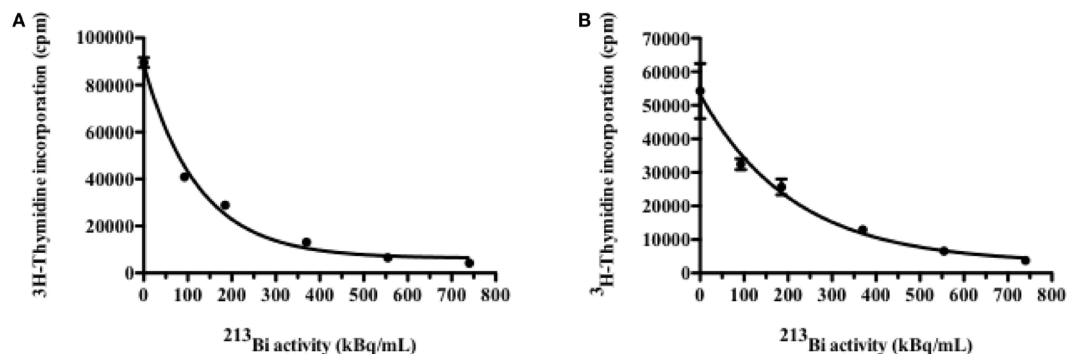 A
3H-Thymidine incorporation (cpm)
100000
80000
60000
40000
20000
0
0 100 200 300 400 500 600 700 800
213Bi activity (kBq/mL)
B
3H-Thymidine incorporation (cpm)
70000
60000
50000
40000
30000
20000
10000
0
0 100 200 300 400 500 600 700 800
213Bi activity (kBq/mL)